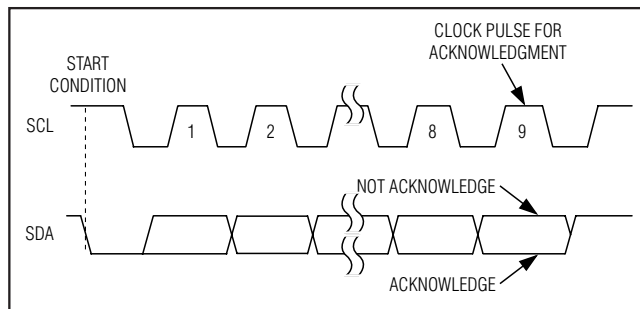 CLOCK PULSE FOR
ACKNOWLEDGMENT
START
CONDITION
SCL
1
2
8
9
NOT ACKNOWLEDGE
SDA
ACKNOWLEDGE